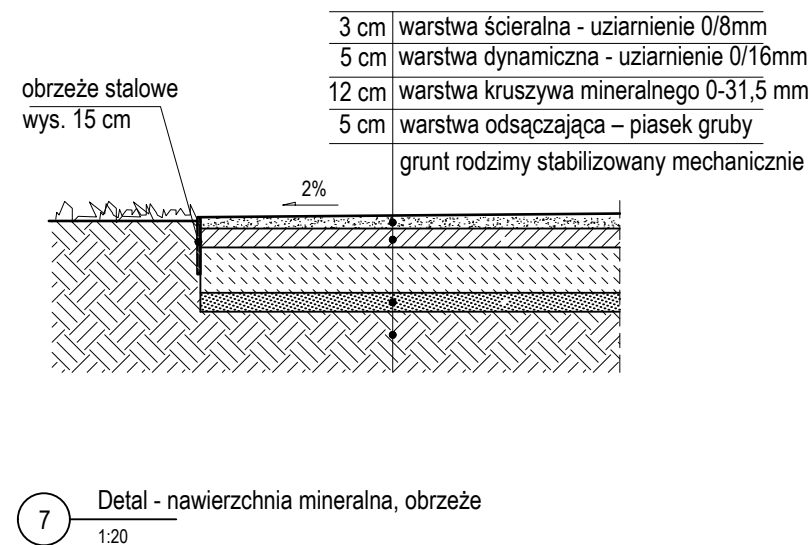 3 cm warstwa ścieralna - uziarnienie 0/8mm
5 cm warstwa dynamiczna - uziarnienie 0/16mm
12 cm warstwa kruszywa mineralnego 0-31,5 mm
5 cm warstwa odsączająca – piasek gruby
grunt rodzimy stabilizowany mechanicznie
obrzeże stalowe
wys. 15 cm
2%
7 Detal - nawierzchnia mineralna, obrzeże
1:20